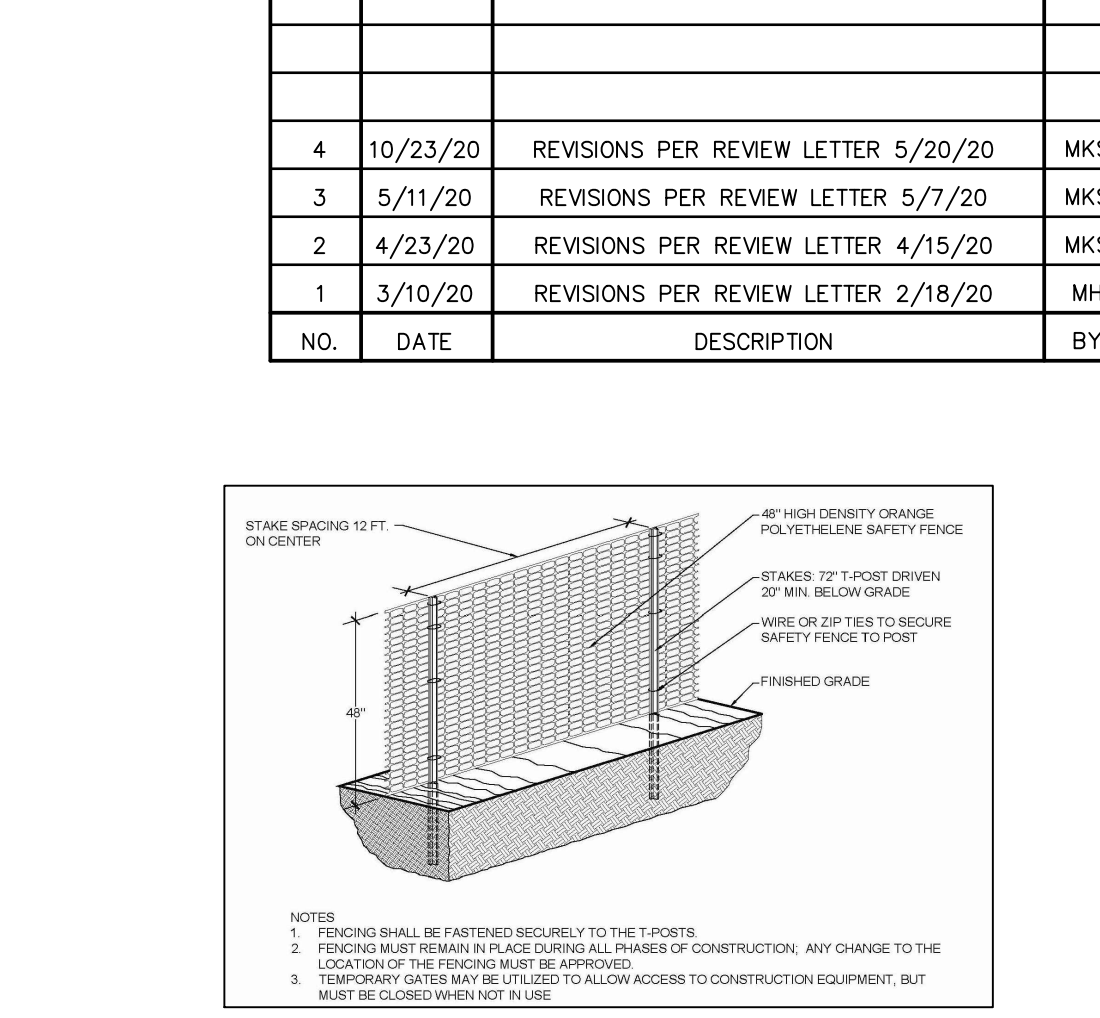 4 10/23/20 REVISIONS PER REVIEW LETTER 5/20/20
3 5/11/20 REVISIONS PER REVIEW LETTER 5/7/20
2 4/23/20 REVISIONS PER REVIEW LETTER 4/15/20
1 3/10/20 REVISIONS PER REVIEW LETTER 2/18/20 MH
NO. DATE DESCRIPTION BY
STAKE SPACING 12 FT.
ON CENTER
48" HIGH DENSITY ORANGE
POLYETHELENE SAFETY FENCE
STAKES: 72" T-POST DRIVEN
20" MIN. BELOW GRADE
WIRE OR ZIP TIES TO SECURE
SAFETY FENCE TO POST
FINISHED GRADE
48"
NOTES
1. FENCING SHALL BE FASTENED SECURELY TO THE T-POSTS.
2. FENCING MUST REMAIN IN PLACE DURING ALL PHASES OF CONSTRUCTION; ANY CHANGE TO THE
LOCATION OF THE FENCING MUST BE APPROVED.
3. TEMPORARY GATES MAY BE UTILIZED TO ALLOW ACCESS TO CONSTRUCTION EQUIPMENT, BUT
MUST BE CLOSED WHEN NOT IN USE